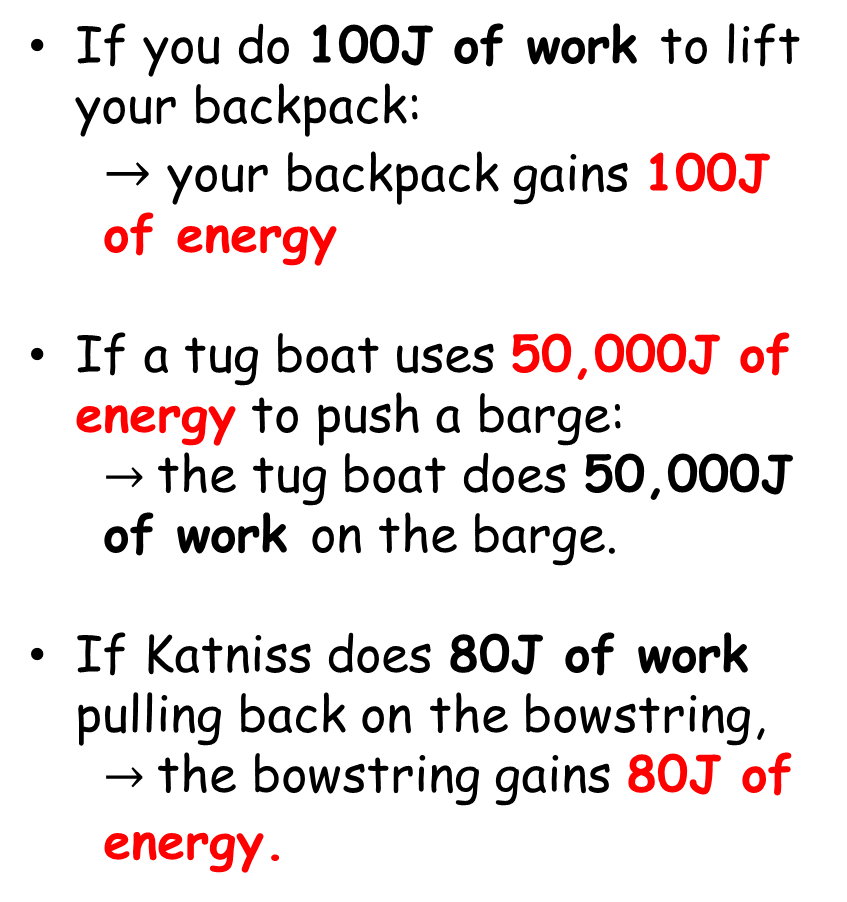 • If you do 100J of work to lift
your backpack:
→ your backpack gains 100J
of energy
• If a tug boat uses 50,000J of
energy to push a barge:
→ the tug boat does 50,000J
of work on the barge.
• If Katniss does 80J of work
pulling back on the bowstring,
→ the bowstring gains 80J of
energy.